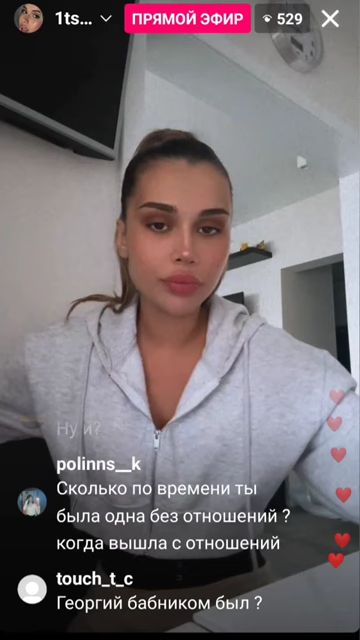 1ts...
ПРЯМОЙ ЭФИР
529
Ну и?
polinns__k
Сколько по времени ты
была одна без отношений ?
когда вышла с отношений
touch_t_c
Георгий бабником был ?